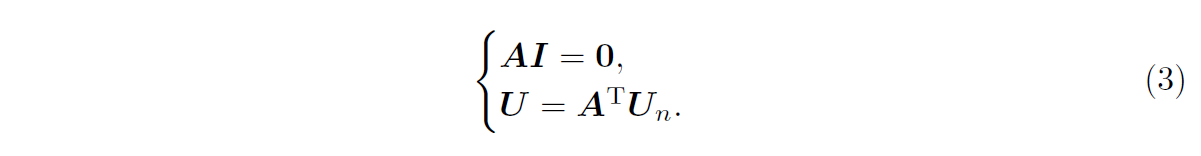 AI = 0,
U = AᵀUₙ.
(3)